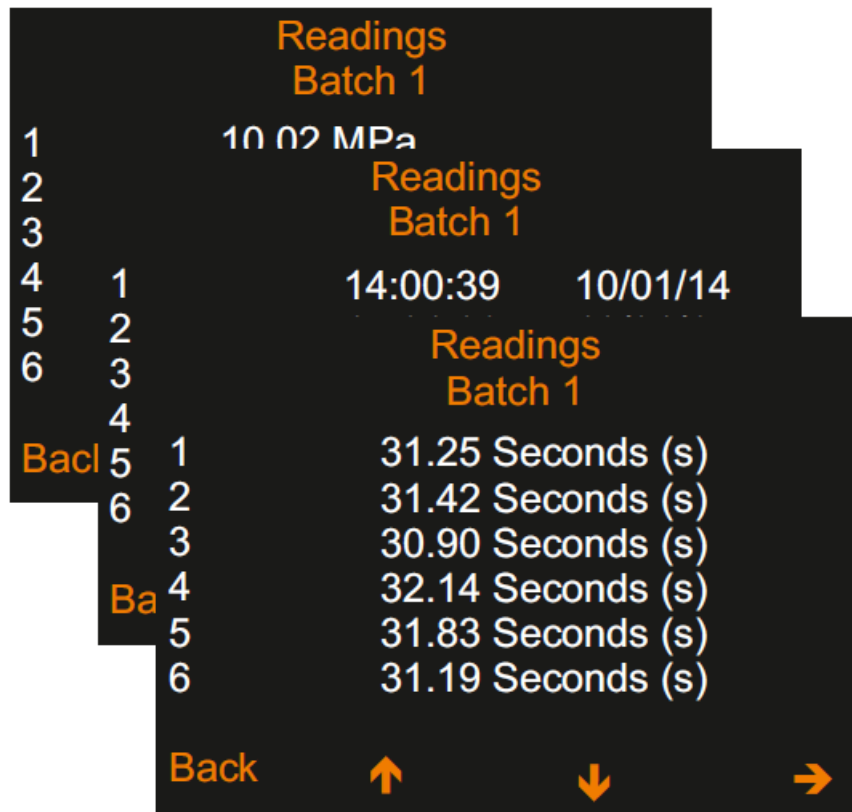 Readings
Batch 1
1 10.02 MPa
2
3
4
5
6
Readings
Batch 1
1 14:00:39 10/01/14
2
3
4
5
6
Readings
Batch 1
1 31.25 Seconds (s)
2 31.42 Seconds (s)
3 30.90 Seconds (s)
4 32.14 Seconds (s)
5 31.83 Seconds (s)
6 31.19 Seconds (s)
Back ↑ ↓ →